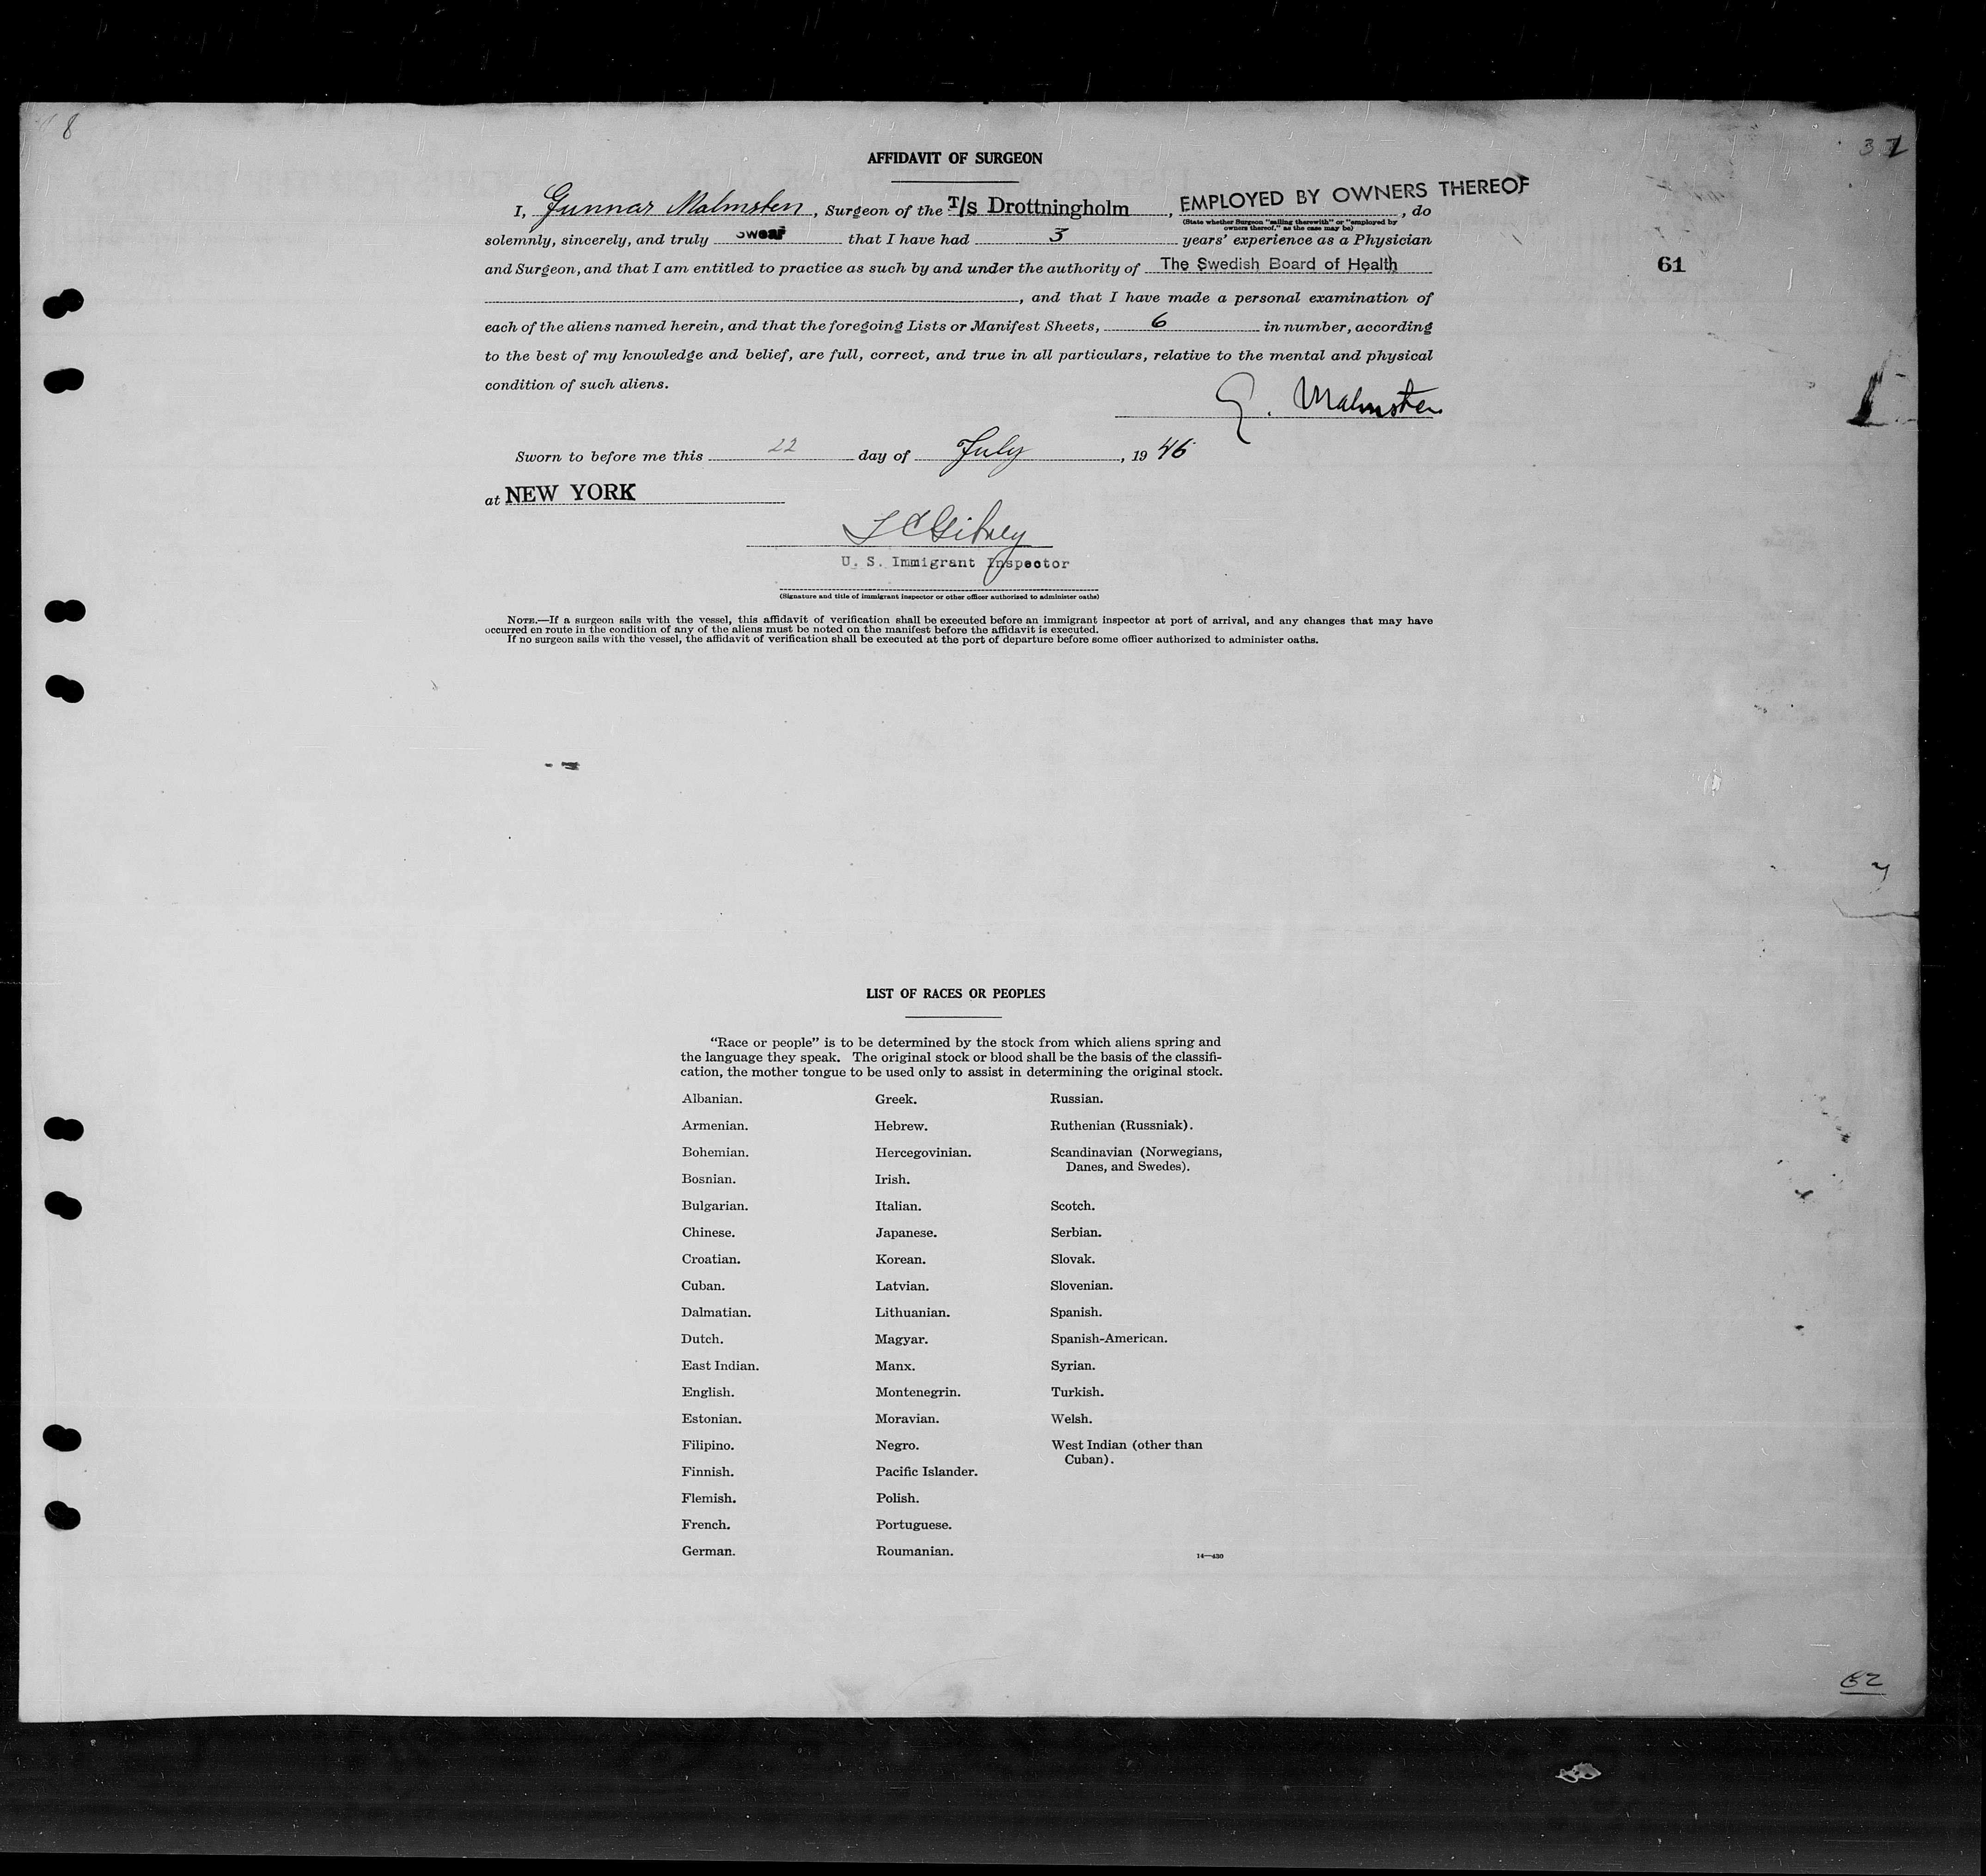 8
AFFIDAVIT OF SURGEON
I, Gunnar Malmsten, Surgeon of the T/s Drottningholm, EMPLOYED BY OWNERS THEREOF, do
(State whether Surgeon "sailing therewith" or "employed by
owners thereof," as the case may be)
solemnly, sincerely, and truly swear that I have had 3 years' experience as a Physician
and Surgeon, and that I am entitled to practice as such by and under the authority of The Swedish Board of Health
61
, and that I have made a personal examination of
each of the aliens named herein, and that the foregoing Lists or Manifest Sheets, 6 in number, according
to the best of my knowledge and belief, are full, correct, and true in all particulars, relative to the mental and physical
condition of such aliens.
G. Malmsten
Sworn to before me this 22 day of July, 1946
at NEW YORK
U. S. Immigrant Inspector
(Signature and title of immigrant inspector or other officer authorized to administer oaths)
NOTE.—If a surgeon sails with the vessel, this affidavit of verification shall be executed before an immigrant inspector at port of arrival, and any changes that may have
occurred en route in the condition of any of the aliens must be noted on the manifest before the affidavit is executed.
If no surgeon sails with the vessel, the affidavit of verification shall be executed at the port of departure before some officer authorized to administer oaths.
LIST OF RACES OR PEOPLES
"Race or people" is to be determined by the stock from which aliens spring and
the language they speak. The original stock or blood shall be the basis of the classifi-
cation, the mother tongue to be used only to assist in determining the original stock.
Albanian.
Armenian.
Bohemian.
Bosnian.
Bulgarian.
Chinese.
Croatian.
Cuban.
Dalmatian.
Dutch.
East Indian.
English.
Estonian.
Filipino.
Finnish.
Flemish.
French.
German.
Greek.
Hebrew.
Hercegovinian.
Irish.
Italian.
Japanese.
Korean.
Latvian.
Lithuanian.
Magyar.
Manx.
Montenegrin.
Moravian.
Negro.
Pacific Islander.
Polish.
Portuguese.
Roumanian.
Russian.
Ruthenian (Russniak).
Scandinavian (Norwegians,
Danes, and Swedes).
Scotch.
Serbian.
Slovak.
Slovenian.
Spanish.
Spanish-American.
Syrian.
Turkish.
Welsh.
West Indian (other than
Cuban).
14—430